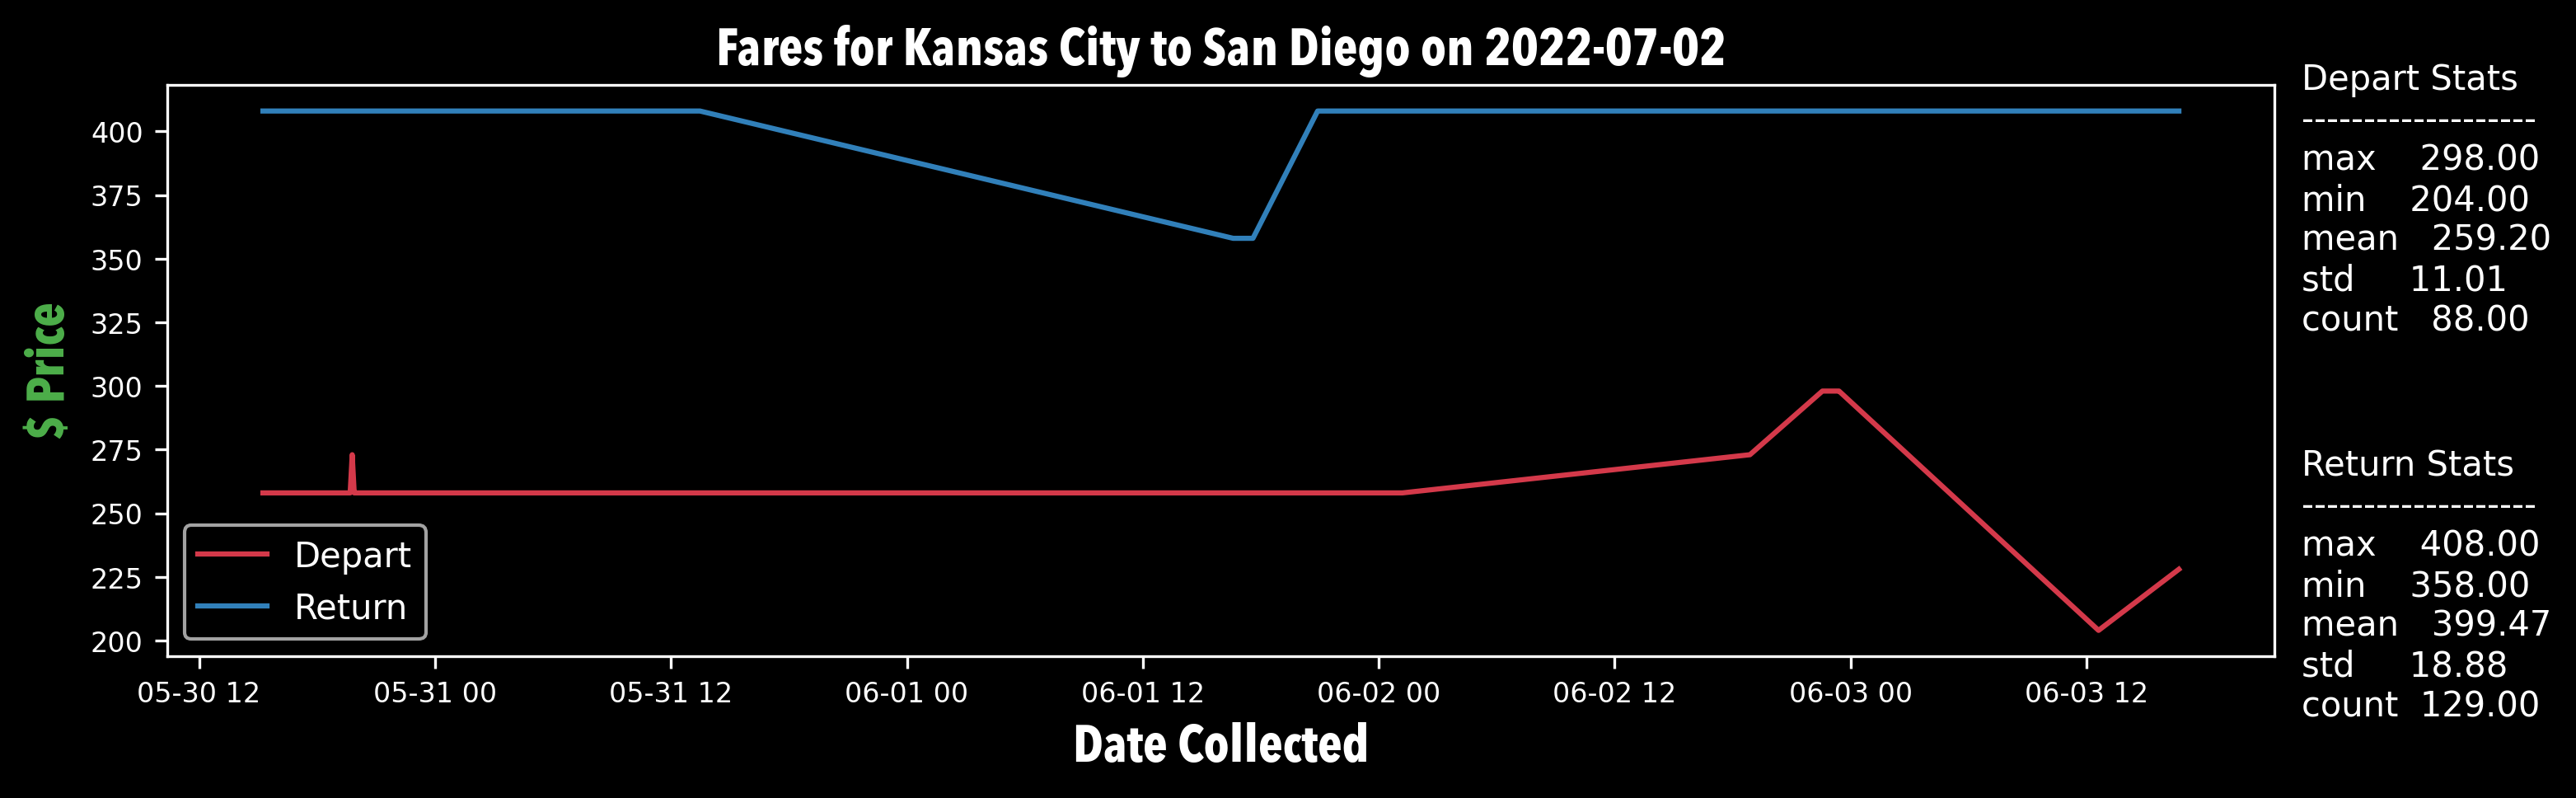 Fares for Kansas City to San Diego on 2022-07-02
$ Price
400
375
350
325
300
275
250
225
200
Depart
Return
05-30 12 05-31 00 05-31 12 06-01 00 06-01 12 06-02 00 06-02 12 06-03 00 06-03 12
Date Collected
Depart Stats
-------------------
max 298.00
min 204.00
mean 259.20
std 11.01
count 88.00
Return Stats
-------------------
max 408.00
min 358.00
mean 399.47
std 18.88
count 129.00